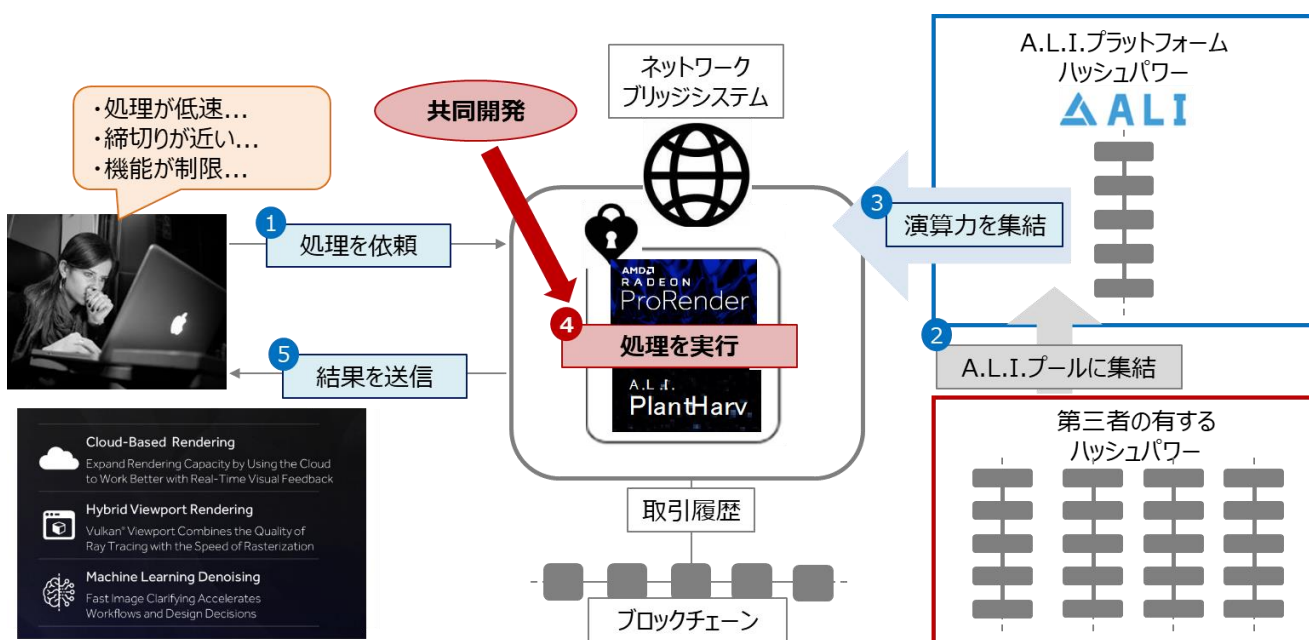 ・処理が低速…
・締切りが近い…
・機能が制限…
共同開発
ネットワーク
ブリッジシステム
A.L.I.プラットフォーム
ハッシュパワー
ALI
1
処理を依頼
3
演算力を集結
AMD
RADEON
ProRender
4
処理を実行
A.L.I.
PlantHarv
5
結果を送信
2
A.L.I.プールに集結
第三者の有する
ハッシュパワー
Cloud-Based Rendering
Expand Rendering Capacity by Using the Cloud
to Work Better with Real-Time Visual Feedback
Hybrid Viewport Rendering
Vulkan® Viewport Combines the Quality of
Ray Tracing with the Speed of Rasterization
Machine Learning Denoising
Fast Image Clarifying Accelerates
Workflows and Design Decisions
取引履歴
ブロックチェーン